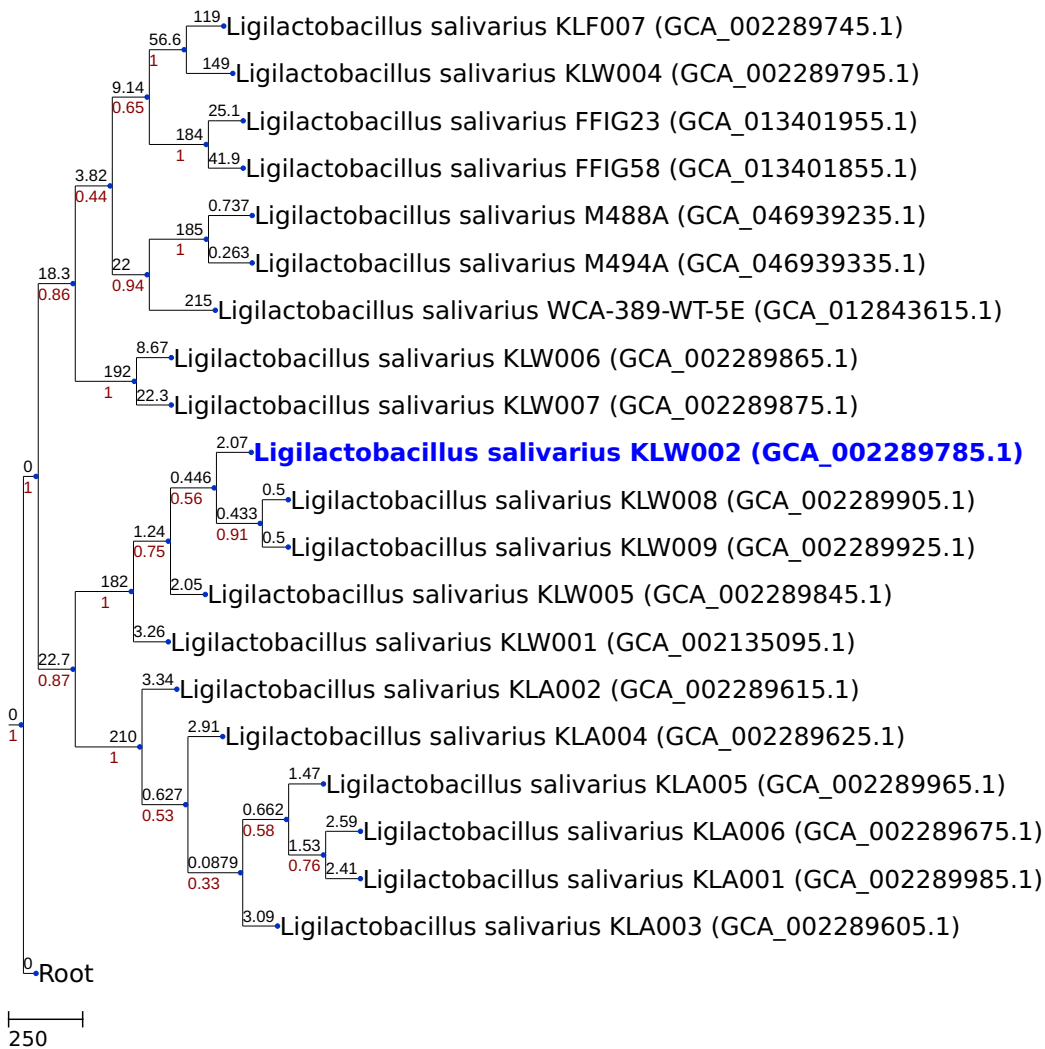 119
Ligilactobacillus salivarius KLF007 (GCA_002289745.1)
56.6
1
149
Ligilactobacillus salivarius KLW004 (GCA_002289795.1)
9.14
0.65
25.1
Ligilactobacillus salivarius FFIG23 (GCA_013401955.1)
184
1
41.9
Ligilactobacillus salivarius FFIG58 (GCA_013401855.1)
3.82
0.44
0.737
Ligilactobacillus salivarius M488A (GCA_046939235.1)
185
1
0.263
Ligilactobacillus salivarius M494A (GCA_046939335.1)
22
0.94
215
Ligilactobacillus salivarius WCA-389-WT-5E (GCA_012843615.1)
18.3
0.86
8.67
Ligilactobacillus salivarius KLW006 (GCA_002289865.1)
192
1
22.3
Ligilactobacillus salivarius KLW007 (GCA_002289875.1)
0
1
2.07
Ligilactobacillus salivarius KLW002 (GCA_002289785.1)
0.446
0.56
0.5
Ligilactobacillus salivarius KLW008 (GCA_002289905.1)
0.433
0.91
0.5
Ligilactobacillus salivarius KLW009 (GCA_002289925.1)
1.24
0.75
2.05
Ligilactobacillus salivarius KLW005 (GCA_002289845.1)
182
1
3.26
Ligilactobacillus salivarius KLW001 (GCA_002135095.1)
22.7
0.87
3.34
Ligilactobacillus salivarius KLA002 (GCA_002289615.1)
0
1
210
1
2.91
Ligilactobacillus salivarius KLA004 (GCA_002289625.1)
0.627
0.53
1.47
Ligilactobacillus salivarius KLA005 (GCA_002289965.1)
0.662
0.58
2.59
Ligilactobacillus salivarius KLA006 (GCA_002289675.1)
1.53
0.76
2.41
Ligilactobacillus salivarius KLA001 (GCA_002289985.1)
0.0879
0.33
3.09
Ligilactobacillus salivarius KLA003 (GCA_002289605.1)
0
Root
250